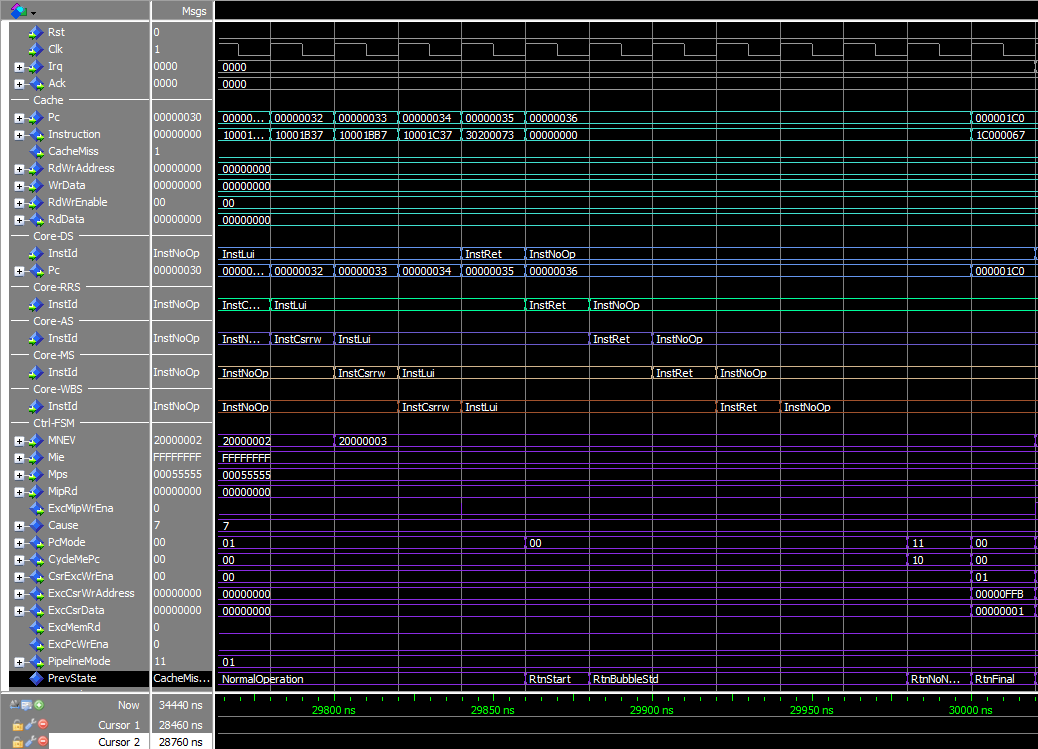 Msgs
Rst 0
Clk 1
Irq 0000 0000
Ack 0000 0000
Cache
Pc 00000030 00000... 00000032 00000033 00000034 00000035 00000036 000001C0
Instruction 00000000 10001... 10001B37 10001BB7 10001C37 30200073 00000000 1C000067
CacheMiss 1
RdWrAddress 00000000 00000000
WrData 00000000 00000000
RdWrEnable 00 00
RdData 00000000 00000000
Core-DS
InstId InstNoOp InstLui InstRet InstNoOp
Pc 00000030 00000... 00000032 00000033 00000034 00000035 00000036 000001C0
Core-RRS
InstId InstNoOp InstC... InstLui InstRet InstNoOp
Core-AS
InstId InstNoOp InstN... InstCsrrw InstLui InstRet InstNoOp
Core-MS
InstId InstNoOp InstNoOp InstCsrrw InstLui InstRet InstNoOp
Core-WBS
InstId InstNoOp InstNoOp InstCsrrw InstLui InstRet InstNoOp
Ctrl-FSM
MNEV 20000002 20000002 20000003
Mie FFFFFFFF FFFFFFFF
Mps 00055555 00055555
MipRd 00000000 00000000
ExcMipWrEna 0
Cause 7 7
PcMode 00 01 00 11 00
CycleMePc 00 00 10 00
CsrExcWrEna 00 00 01
ExcCsrWrAddress 00000000 00000000 00000FFB
ExcCsrData 00000000 00000000 00000001
ExcMemRd 0
ExcPcWrEna 0
PipelineMode 11 01
PrevState CacheMis... NormalOperation RtnStart RtnBubbleStd RtnNoN... RtnFinal
Now 34440 ns 29800 ns 29850 ns 29900 ns 29950 ns 30000 ns
Cursor 1 28460 ns
Cursor 2 28760 ns